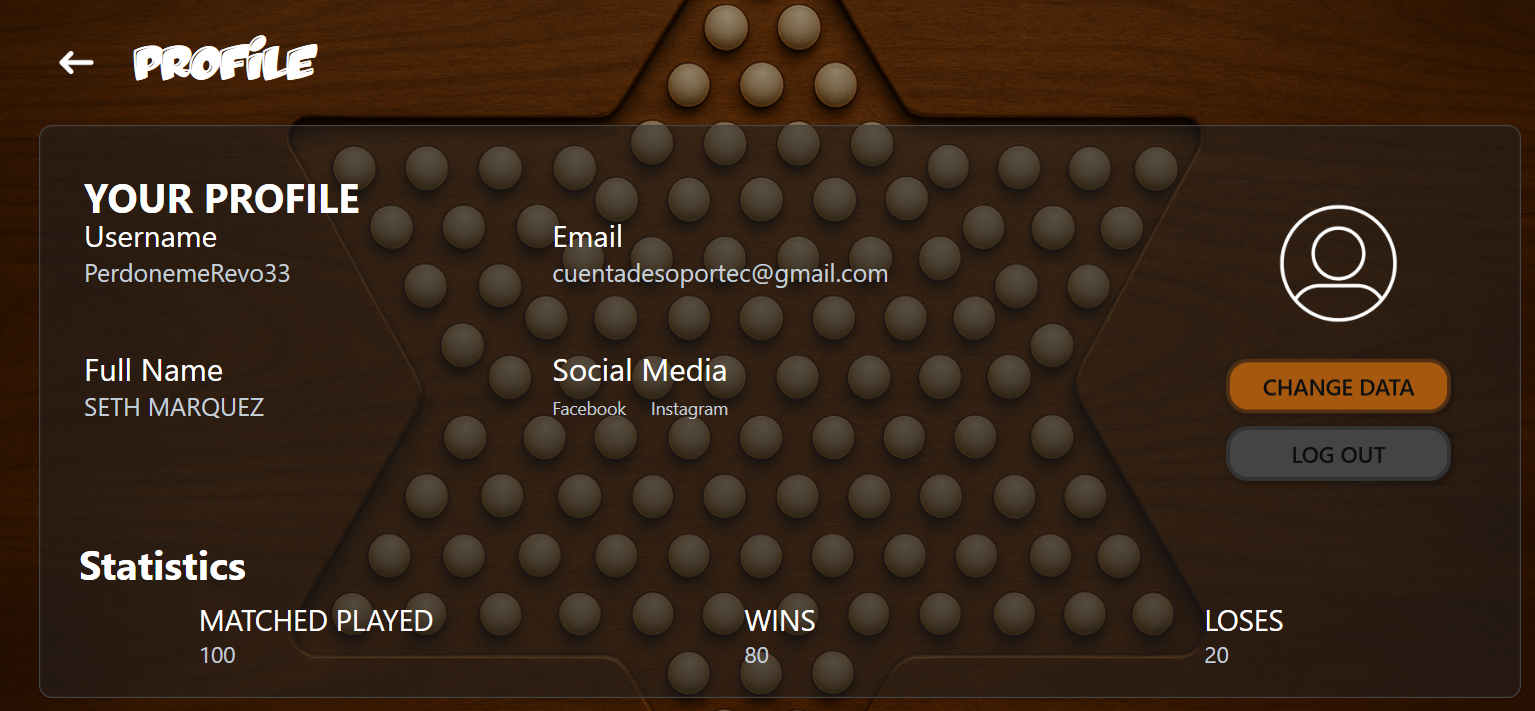 PROFILE
YOUR PROFILE
Username
PerdonemeRevo33
Email
cuentadesoportec@gmail.com
Full Name
SETH MARQUEZ
Social Media
Facebook Instagram
CHANGE DATA
LOG OUT
Statistics
MATCHED PLAYED
100
WINS
80
LOSES
20